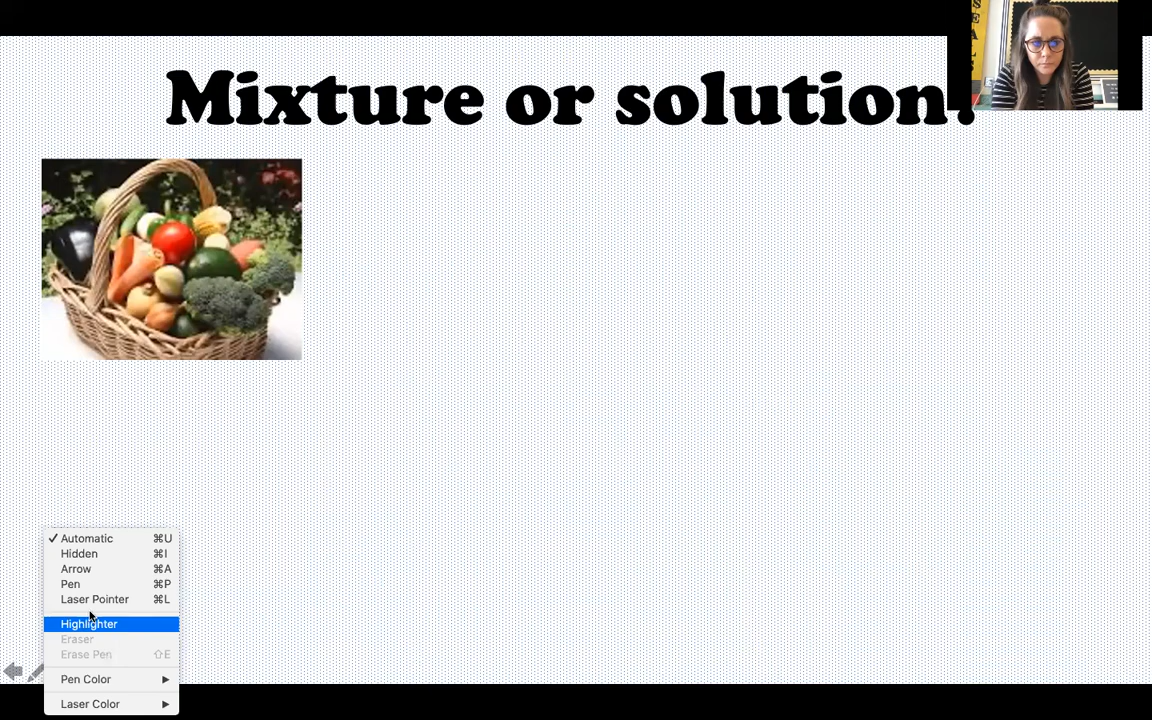 Mixture or solution?
✓ Automatic ⌘U
Hidden ⌘I
Arrow ⌘A
Pen ⌘P
Laser Pointer ⌘L
Highlighter
Eraser
Erase Pen ⇧E
Pen Color ▶
Laser Color ▶